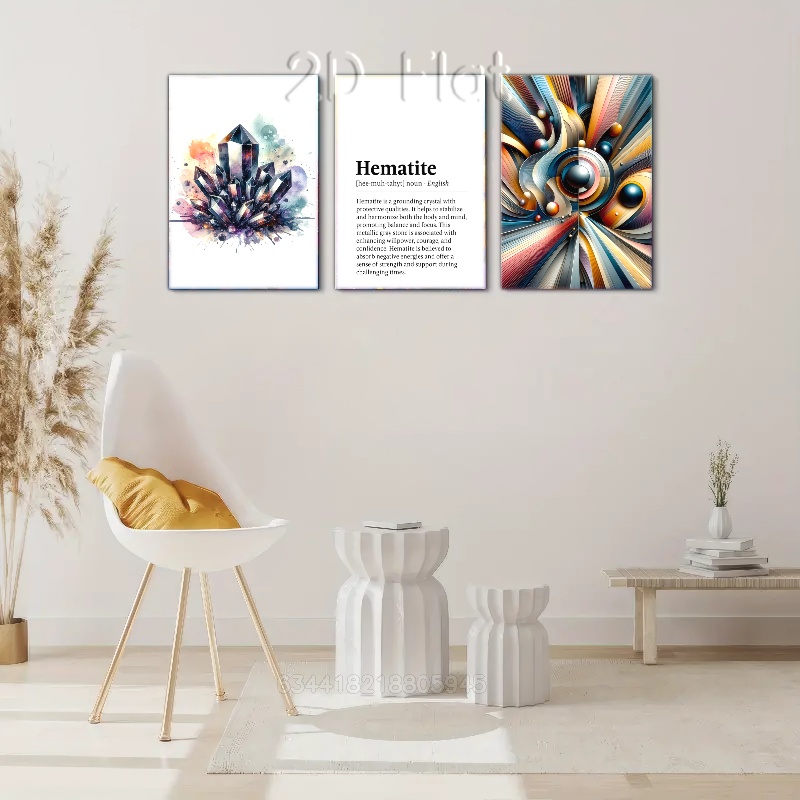 2D Flat
Hematite
[hee-muh-tahyt] noun · English
Hematite is a grounding crystal with
protective qualities. It helps to stabilize
and harmonize both the body and mind,
promoting balance and focus. This
metallic gray stone is associated with
enhancing willpower, courage, and
confidence. Hematite is believed to
absorb negative energies and offer a
sense of strength and support during
challenging times.